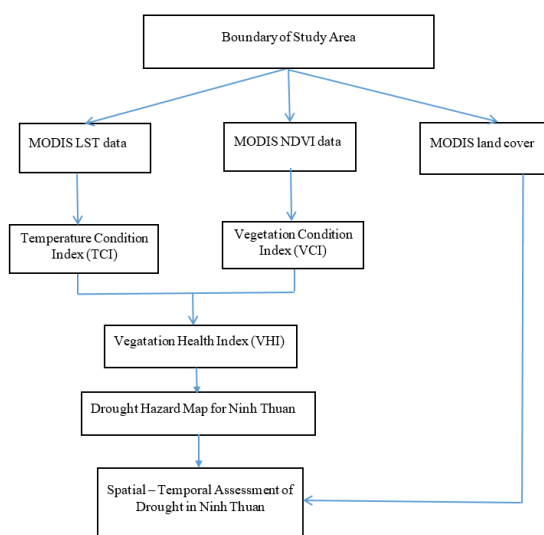 Boundary of Study Area
MODIS LST data
MODIS NDVI data
MODIS land cover
Temperature Condition
Index (TCI)
Vegetation Condition
Index (VCI)
Vegatation Health Index (VHI)
Drought Hazard Map for Ninh Thuan
Spatial – Temporal Assessment of
Drought in Ninh Thuan